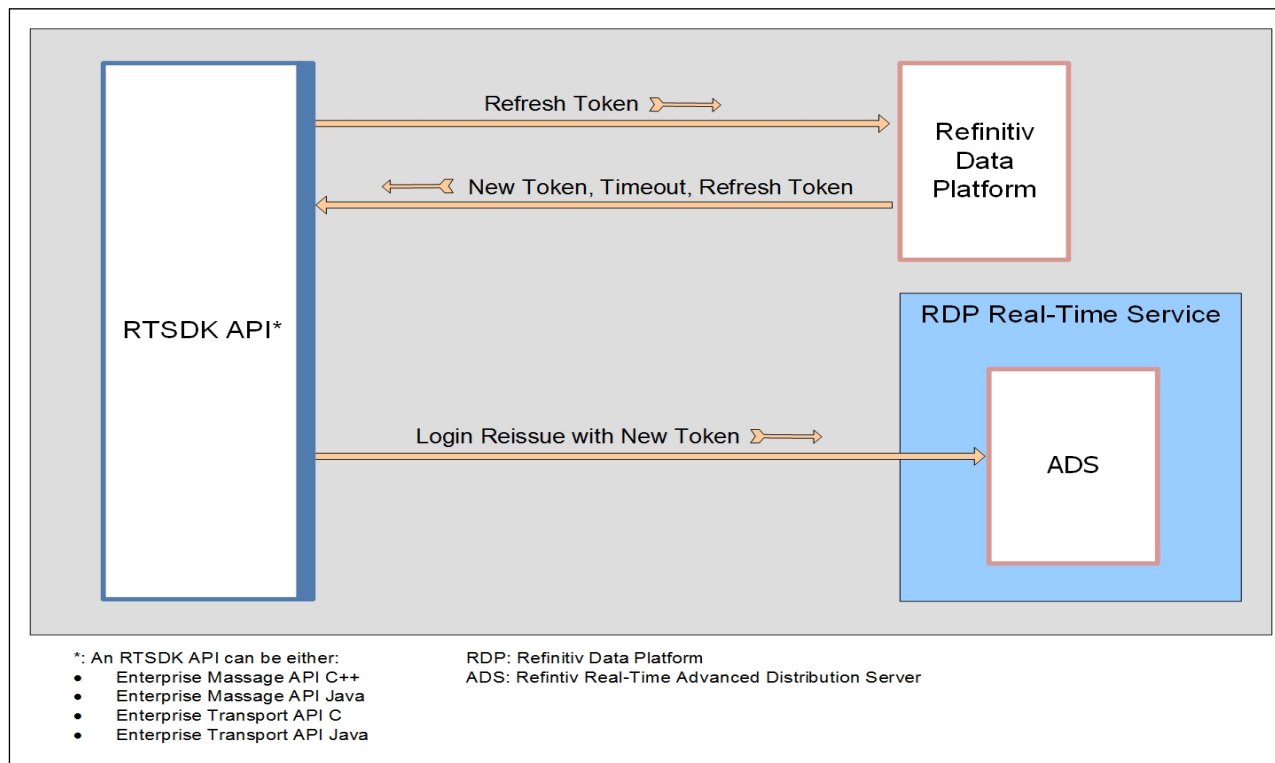 Refresh Token
Refinitiv
Data
Platform
New Token, Timeout, Refresh Token
RTSDK API*
RDP Real-Time Service
Login Reissue with New Token
ADS
*: An RTSDK API can be either:
● Enterprise Massage API C++
● Enterprise Massage API Java
● Enterprise Transport API C
● Enterprise Transport API Java
RDP: Refinitiv Data Platform
ADS: Refintiv Real-Time Advanced Distribution Server